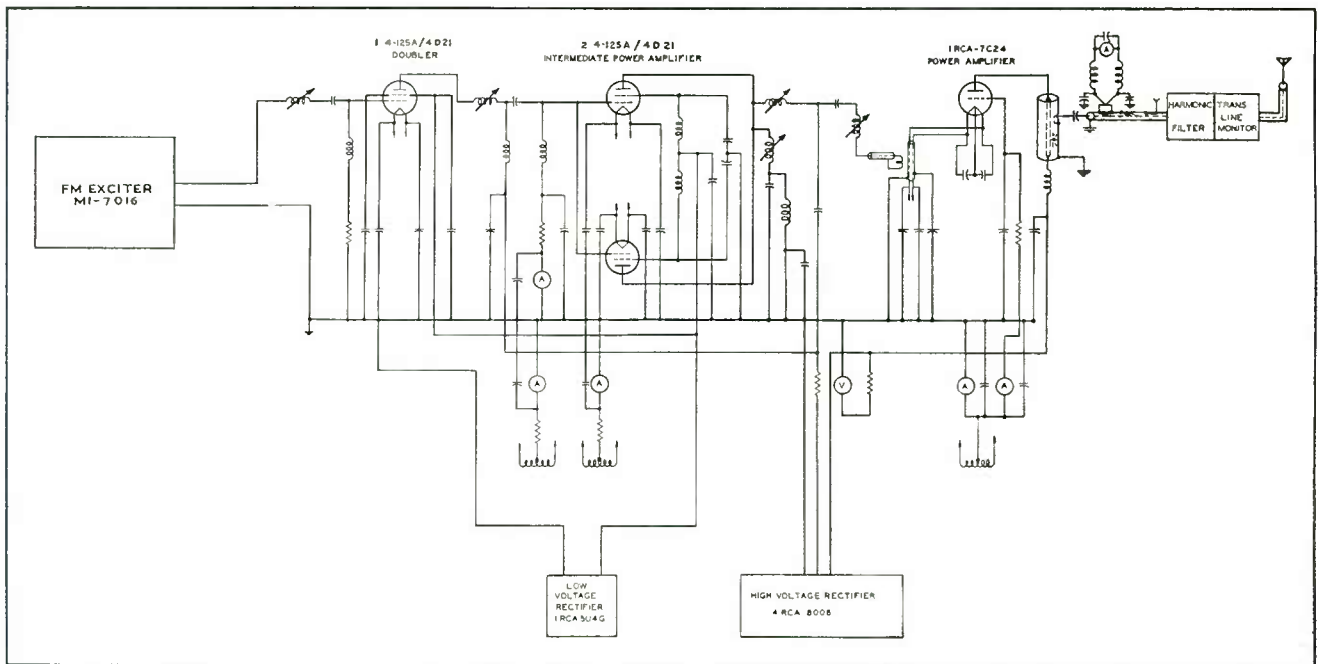 1 4-125A/4D21
DOUBLER
2 4-125A/4D21
INTERMEDIATE POWER AMPLIFIER
1 RCA-7C24
POWER AMPLIFIER
A
HARMONIC
FILTER
TRANS
LINE
MONITOR
FM EXCITER
MI-7016
A
A
A
V
A
A
LOW
VOLTAGE
RECTIFIER
1 RCA 5U4G
HIGH VOLTAGE RECTIFIER
4 RCA 8008